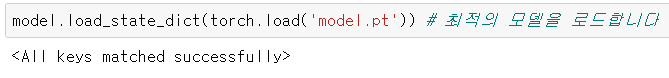 model.load_state_dict(torch.load('model.pt')) # 최적의 모델을 로드합니다
<All keys matched successfully>